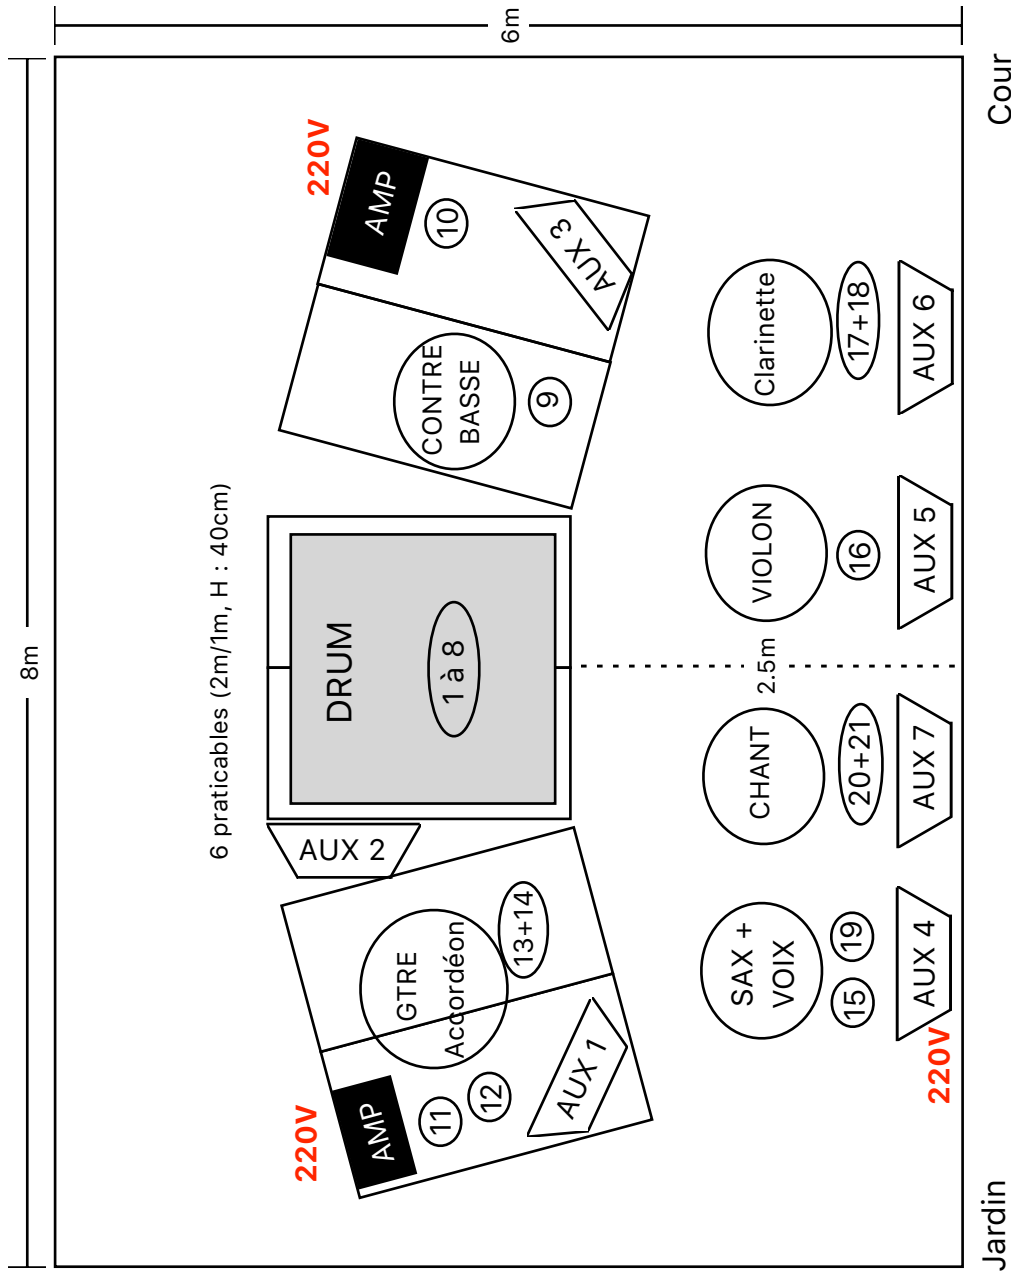 8m
6m
6 praticables (2m/1m, H : 40cm)
220V
AMP
11
12
GTRE
Accordéon
13+14
AUX 1
AUX 2
DRUM
1 à 8
CONTRE
BASSE
9
220V
AMP
10
AUX 3
2.5m
SAX +
VOIX
15
19
AUX 4
220V
CHANT
20+21
AUX 7
VIOLON
16
AUX 5
Clarinette
17+18
AUX 6
Jardin
Cour